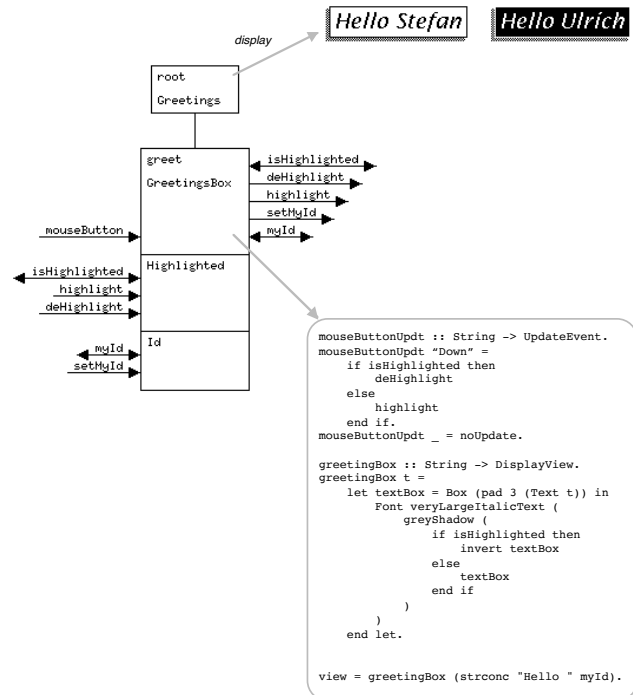 Hello Stefan
Hello Ulrich
display
root
Greetings
greet
GreetingsBox
isHighlighted
deHighlight
highlight
setMyId
myId
mouseButton
Highlighted
isHighlighted
highlight
deHighlight
Id
myId
setMyId
mouseButtonUpdt :: String -> UpdateEvent.
mouseButtonUpdt “Down” =
if isHighlighted then
deHighlight
else
highlight
end if.
mouseButtonUpdt _ = noUpdate.
greetingBox :: String -> DisplayView.
greetingBox t =
let textBox = Box (pad 3 (Text t)) in
Font veryLargeItalicText (
greyShadow (
if isHighlighted then
invert textBox
else
textBox
end if
)
)
end let.
view = greetingBox (strconc "Hello " myId).